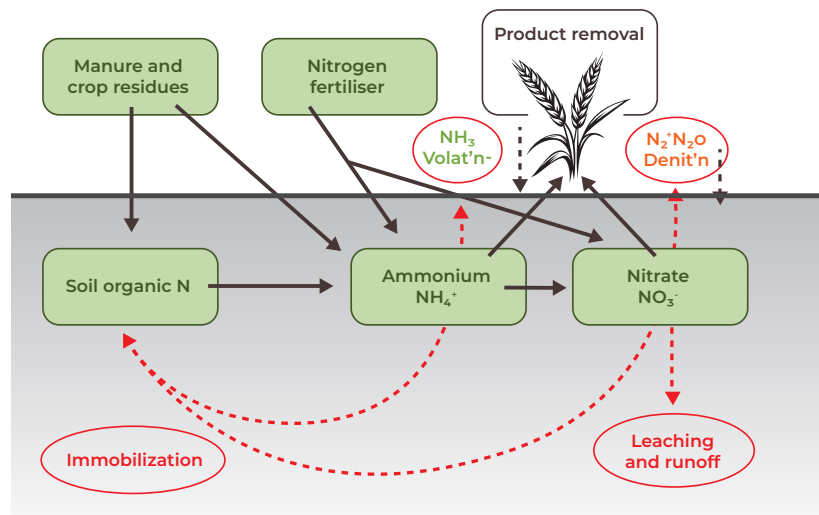 Product removal
Manure and
crop residues
Nitrogen
fertiliser
NH₃
Volat'n-
N₂⁺N₂o
Denit'n
Soil organic N
Ammonium
NH₄⁺
Nitrate
NO₃⁻
Immobilization
Leaching
and runoff